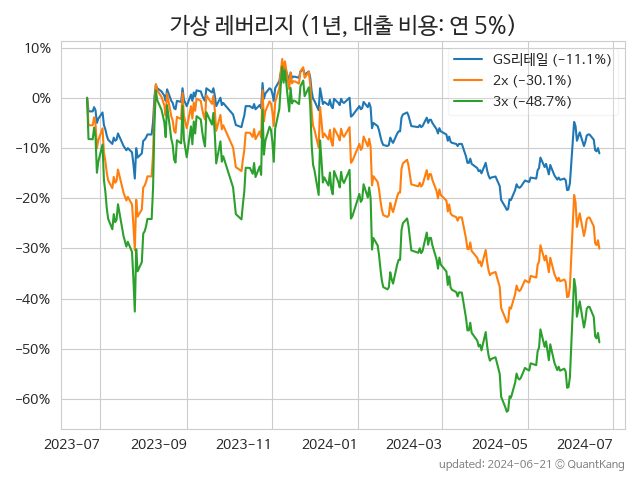 가상 레버리지 (1년, 대출 비용: 연 5%)
10%
0%
−10%
−20%
−30%
−40%
−50%
−60%
GS리테일 (−11.1%)
2x (−30.1%)
3x (−48.7%)
2023-07 2023-09 2023-11 2024-01 2024-03 2024-05 2024-07
updated: 2024-06-21 © QuantKang